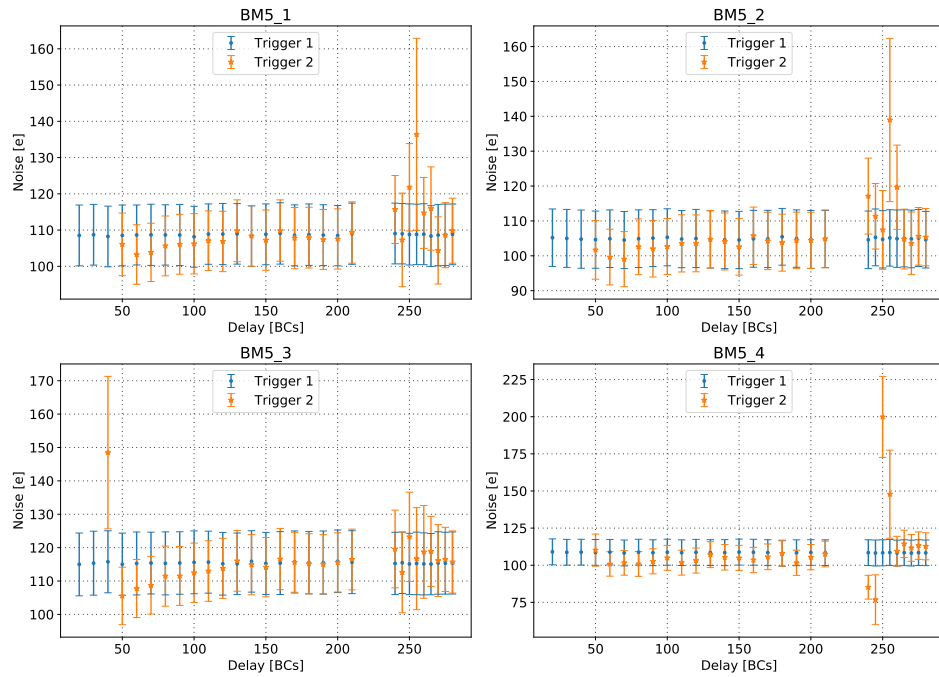 BM5_1
160
150
140
130
120
110
100
Noise [e]
50
100
150
200
250
Delay [BCs]
Trigger 1
Trigger 2
BM5_2
160
150
140
130
120
110
100
90
Noise [e]
50
100
150
200
250
Delay [BCs]
Trigger 1
Trigger 2
BM5_3
170
160
150
140
130
120
110
100
Noise [e]
50
100
150
200
250
Delay [BCs]
Trigger 1
Trigger 2
BM5_4
225
200
175
150
125
100
75
Noise [e]
50
100
150
200
250
Delay [BCs]
Trigger 1
Trigger 2